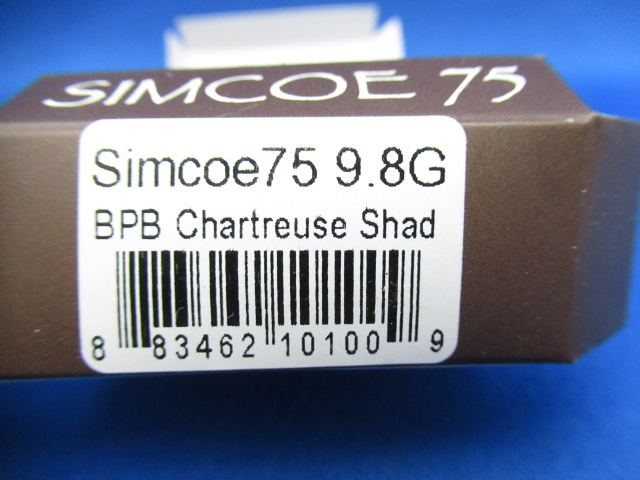 SIMCOE 75
Simcoe75 9.8G
BPB Chartreuse Shad
8 83462 10100 9